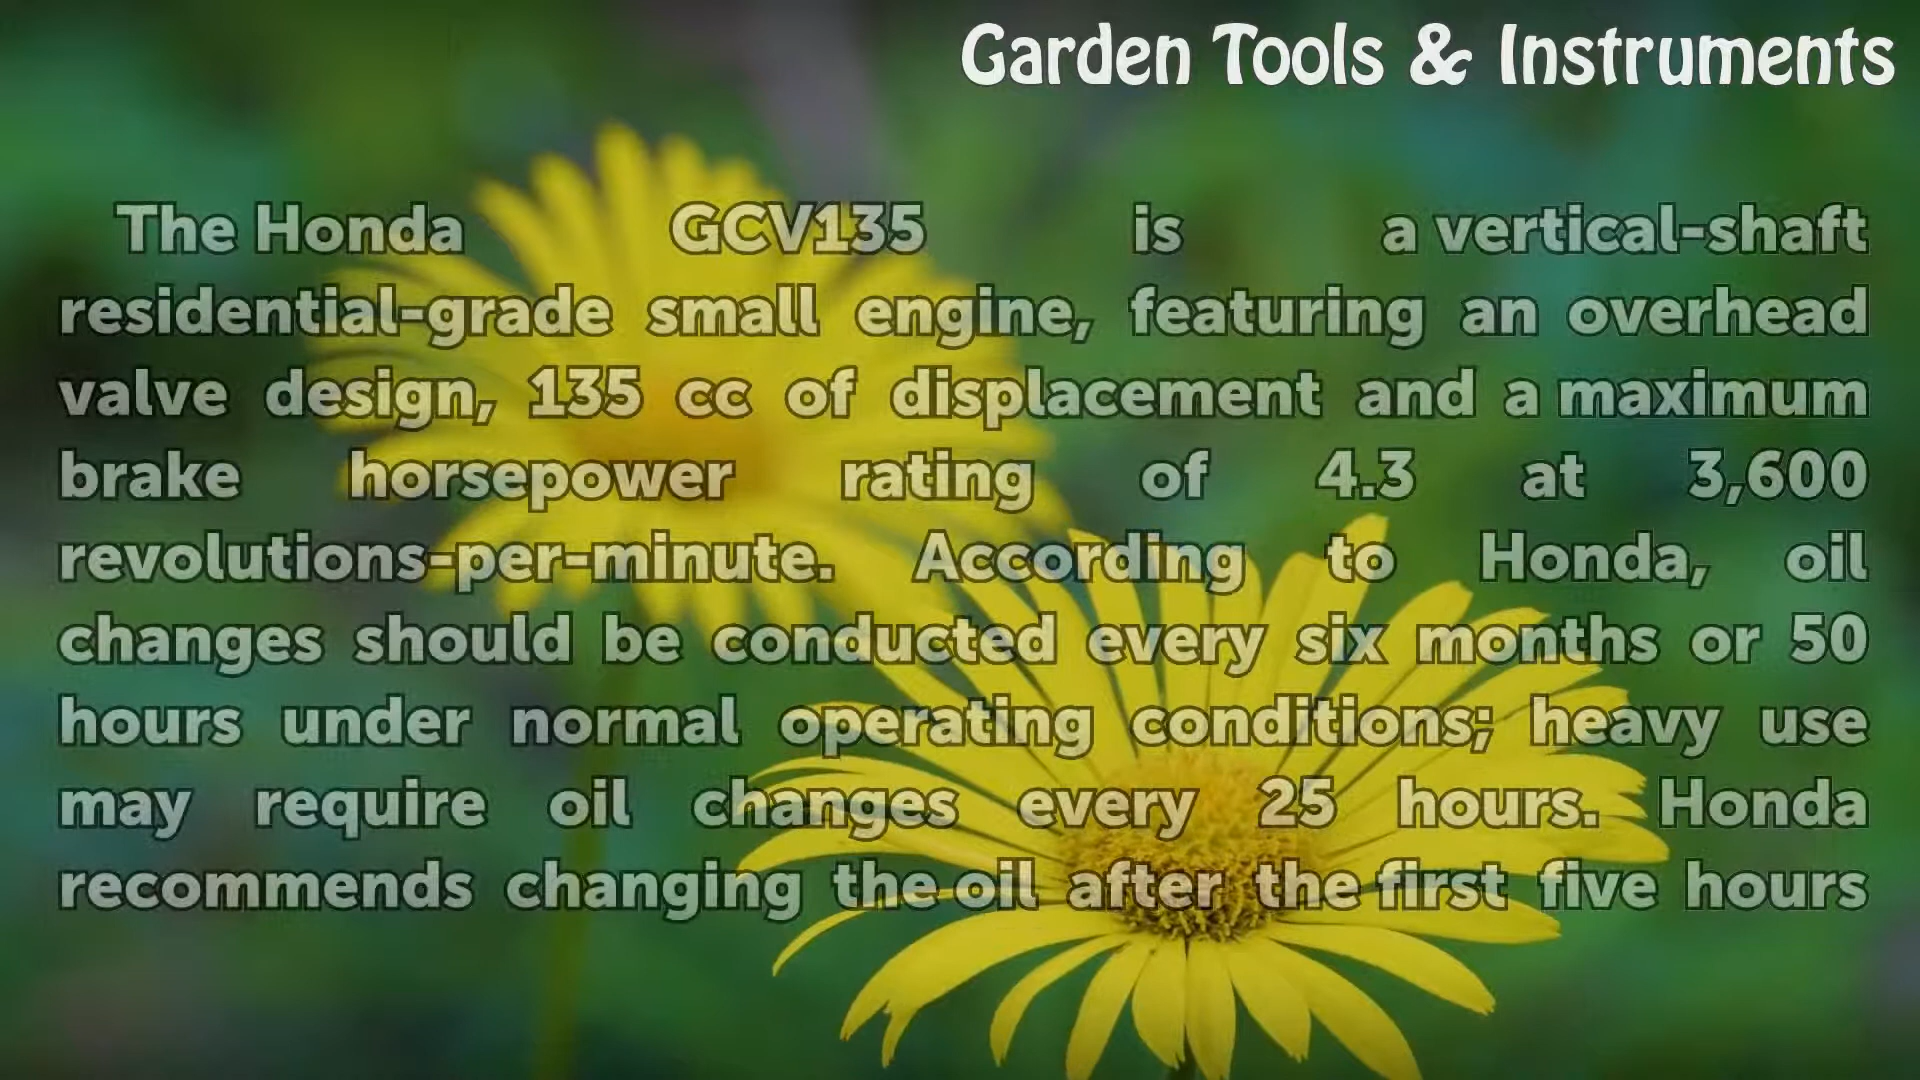 Garden Tools & Instruments
The Honda GCV135 is a vertical-shaft
residential-grade small engine, featuring an overhead
valve design, 135 cc of displacement and a maximum
brake horsepower rating of 4.3 at 3,600
revolutions-per-minute. According to Honda, oil
changes should be conducted every six months or 50
hours under normal operating conditions; heavy use
may require oil changes every 25 hours. Honda
recommends changing the oil after the first five hours